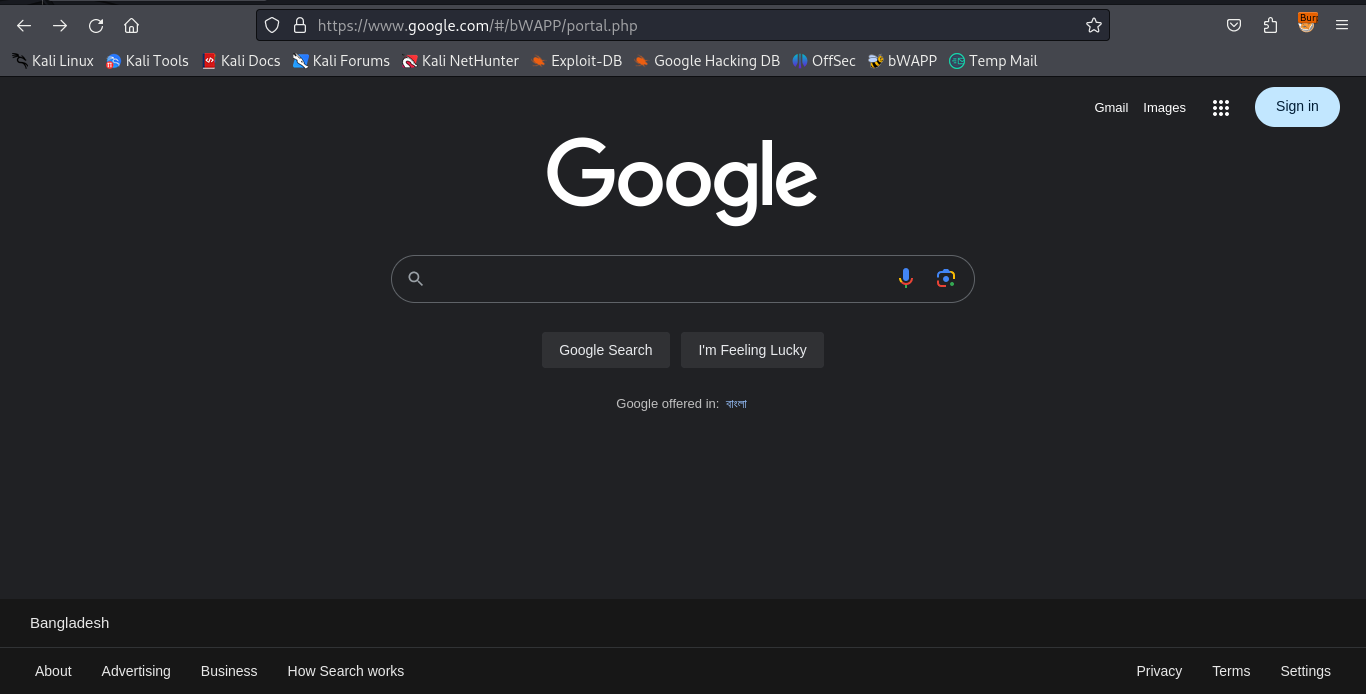 https://www.google.com/#/bWAPP/portal.php
Bur
Kali Linux Kali Tools Kali Docs Kali Forums Kali NetHunter Exploit-DB Google Hacking DB OffSec bWAPP Temp Mail
Gmail Images Sign in
Google
Google Search I'm Feeling Lucky
Google offered in: বাংলা
Bangladesh
About Advertising Business How Search works Privacy Terms Settings